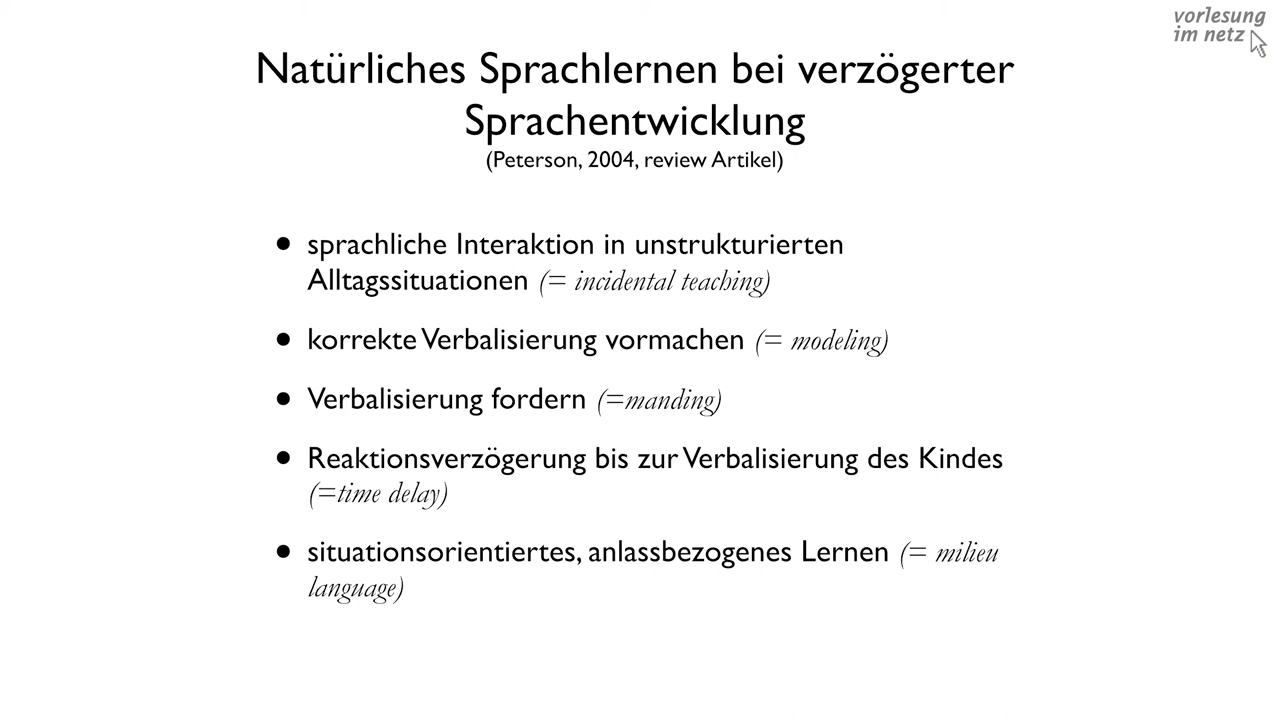 vorlesung
im netz
Natürliches Sprachlernen bei verzögerter
Sprachentwicklung
(Peterson, 2004, review Artikel)
• sprachliche Interaktion in unstrukturierten
Alltagssituationen (= incidental teaching)
• korrekte Verbalisierung vormachen (= modeling)
• Verbalisierung fordern (=manding)
• Reaktionsverzögerung bis zur Verbalisierung des Kindes
(=time delay)
• situationsorientiertes, anlassbezogenes Lernen (= milieu
language)